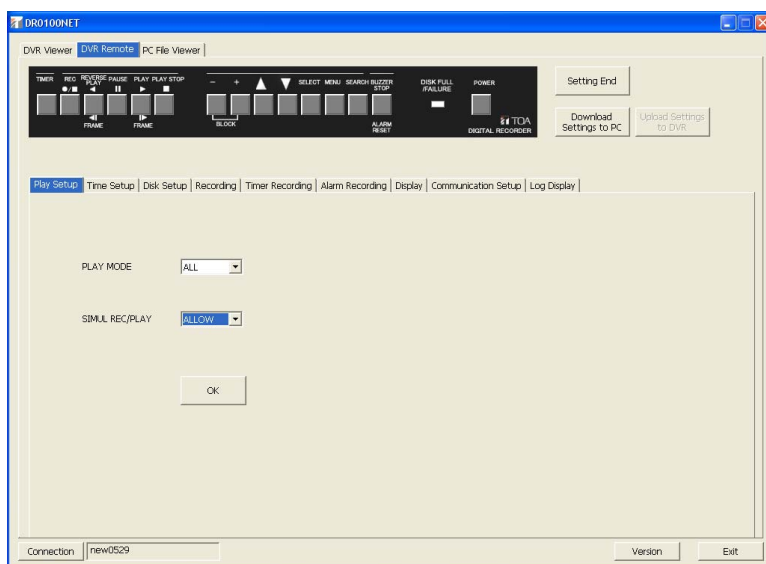 DR0100NET
DVR Viewer DVR Remote PC File Viewer
TIMER REC REVERSE PLAY PAUSE PLAY PLAY STOP - + SELECT MENU SEARCH BUZZER STOP DISK FULL /FAILURE POWER
FRAME FRAME BLOCK ALARM RESET TOA DIGITAL RECORDER
Setting End
Download Settings to PC
Upload Settings to DVR
Play Setup Time Setup Disk Setup Recording Timer Recording Alarm Recording Display Communication Setup Log Display
PLAY MODE ALL
SIMUL REC/PLAY ALLOW
OK
Connection new0529 Version Exit